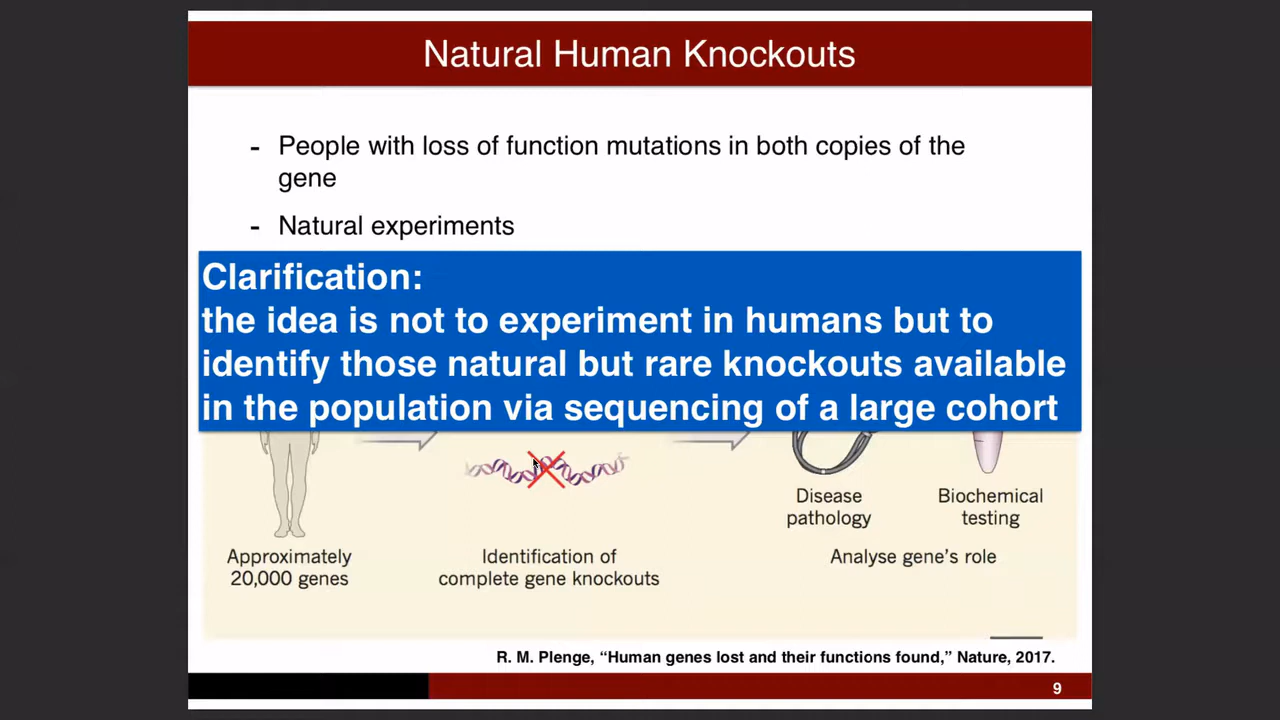 Natural Human Knockouts
- People with loss of function mutations in both copies of the
gene
- Natural experiments
Clarification:
the idea is not to experiment in humans but to
identify those natural but rare knockouts available
in the population via sequencing of a large cohort
Disease
pathology
Biochemical
testing
Approximately
20,000 genes
Identification of
complete gene knockouts
Analyse gene's role
R. M. Plenge, “Human genes lost and their functions found,” Nature, 2017.
9